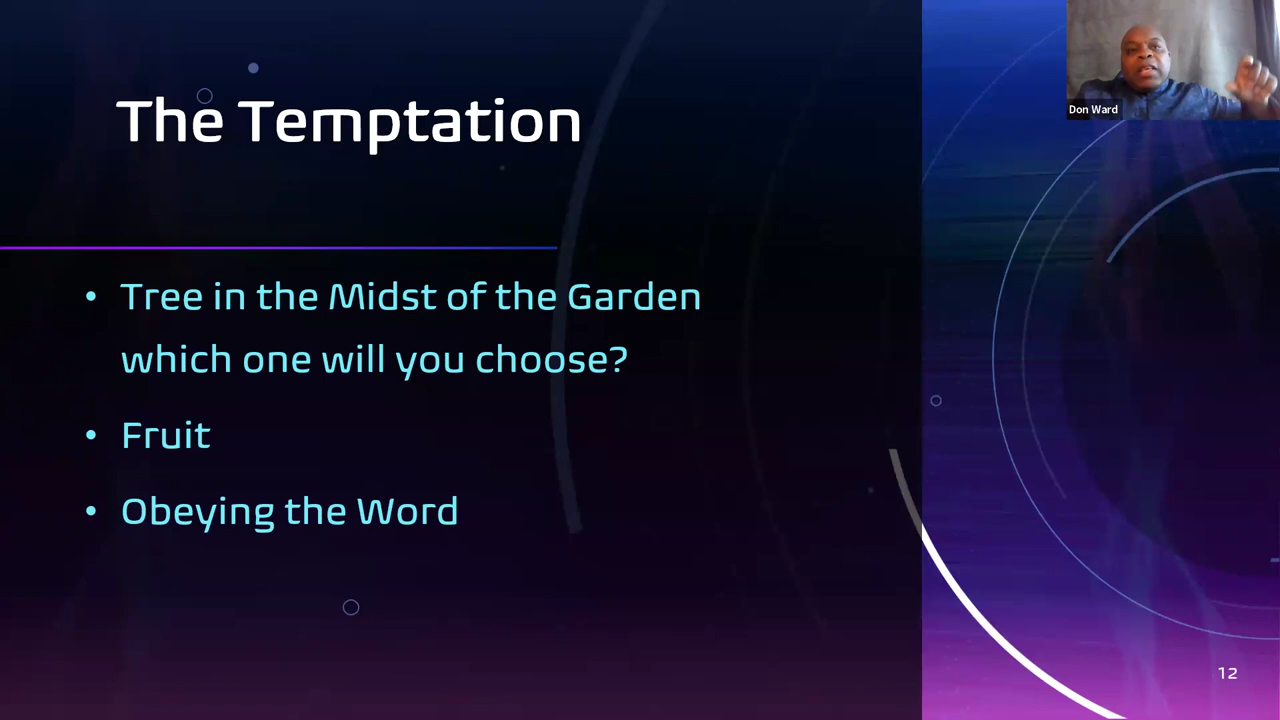 The Temptation
• Tree in the Midst of the Garden
which one will you choose?
• Fruit
• Obeying the Word
Don Ward
12